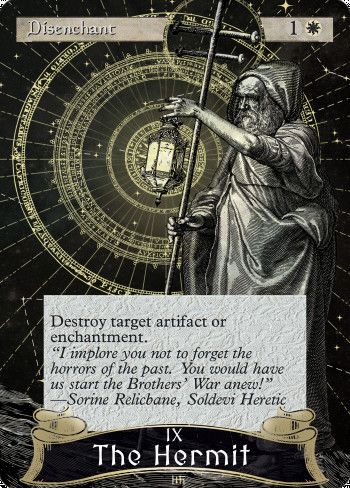 Disenchant 1
Destroy target artifact or
enchantment.
“I implore you not to forget the
horrors of the past. You would have
us start the Brothers’ War anew!”
—Sorine Relicbane, Soldevi Heretic
IX
The Hermit